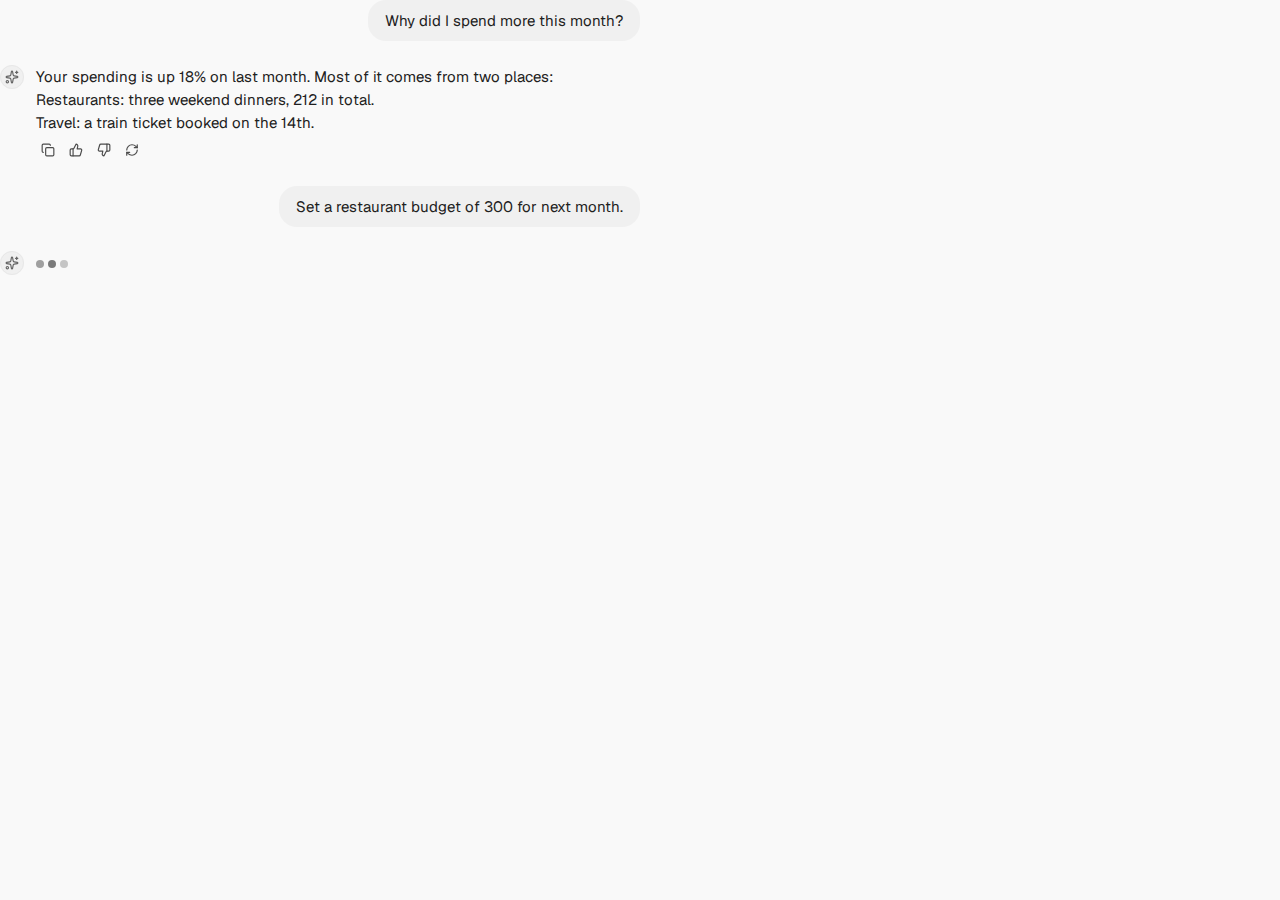 Why did I spend more this month?
Your spending is up 18% on last month. Most of it comes from two places:
Restaurants: three weekend dinners, 212 in total.
Travel: a train ticket booked on the 14th.
Set a restaurant budget of 300 for next month.